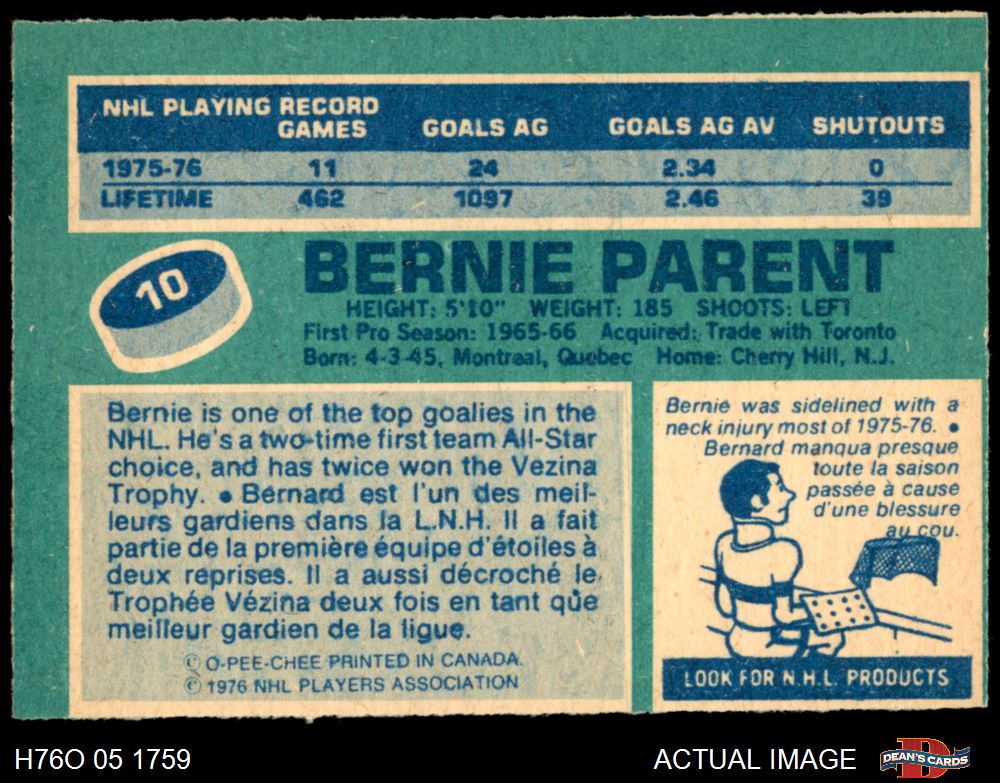 NHL PLAYING RECORD
GAMES GOALS AG GOALS AG AV SHUTOUTS
1975-76 11 24 2.34 0
LIFETIME 462 1097 2.46 39
10
BERNIE PARENT
HEIGHT: 5'10" WEIGHT: 185 SHOOTS: LEFT
First Pro Season: 1965-66 Acquired: Trade with Toronto
Born: 4-3-45, Montreal, Quebec Home: Cherry Hill, N.J.
Bernie is one of the top goalies in the
NHL. He's a two-time first team All-Star
choice, and has twice won the Vezina
Trophy. • Bernard est l'un des meil-
leurs gardiens dans la L.N.H. Il a fait
partie de la première équipe d'étoiles à
deux reprises. Il a aussi décroché le
Trophée Vézina deux fois en tant que
meilleur gardien de la ligue.
© O-PEE-CHEE PRINTED IN CANADA.
© 1976 NHL PLAYERS ASSOCIATION
Bernie was sidelined with a
neck injury most of 1975-76. •
Bernard manqua presque
toute la saison
passée à cause
d'une blessure
au cou.
LOOK FOR N.H.L. PRODUCTS
H76O 05 1759
ACTUAL IMAGE
D
DEAN'S CARDS